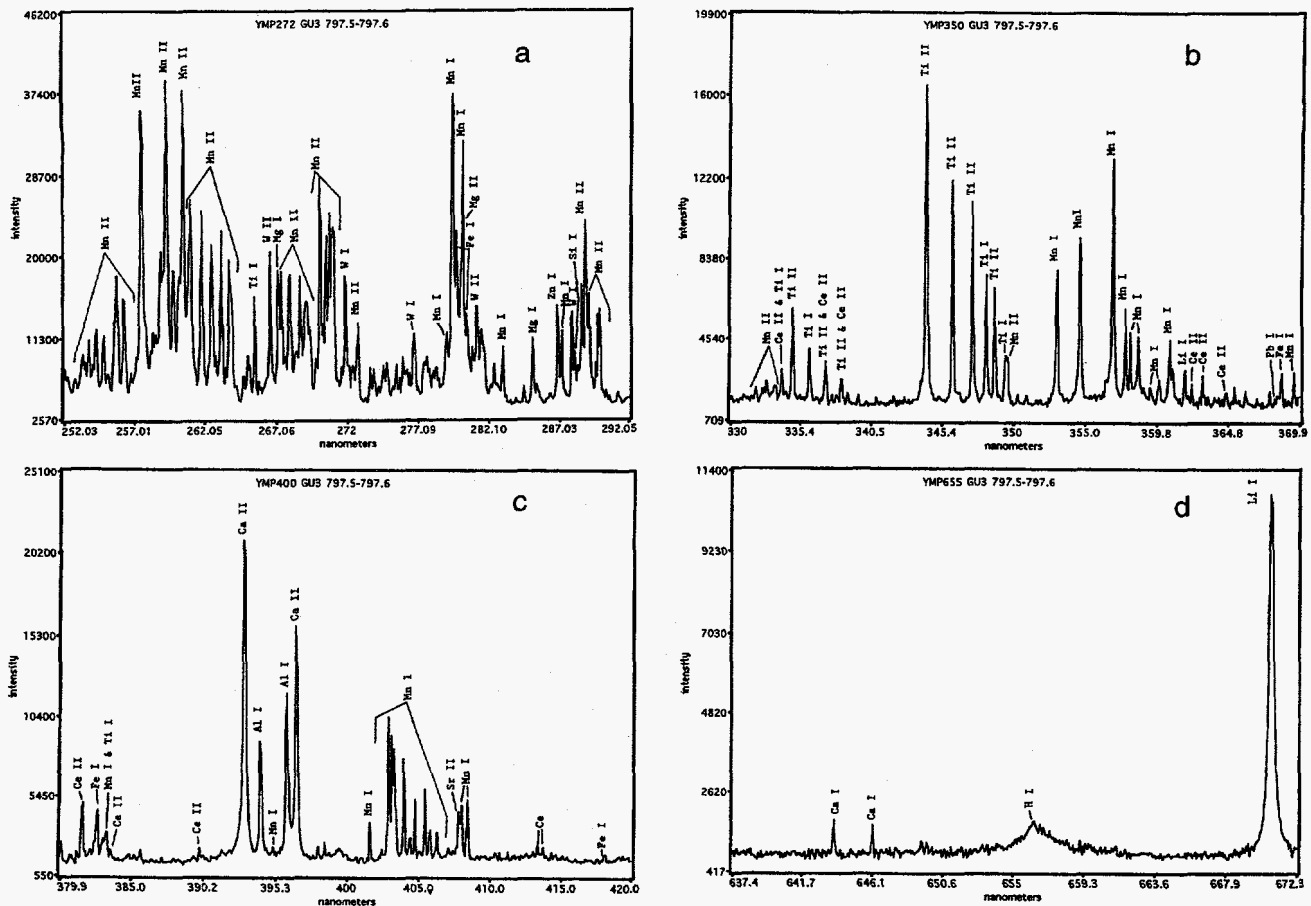 46200
37400
28700
20000
11300
2570
intensity
YMP272 GU3 797.5-797.6
a
Mn II
MnII
Mn II
Mn II
Mn II
Ti I
W II
Mg I
Mn II
Mn II
W I
Mn II
W I
Mn I
Mn I
Mn I
Mg II
Fe I
W II
Mn I
Mg I
Zn I
Mn I
W I
Si I
Mn II
Mn II
252.03 257.01 262.05 267.06 272 277.09 282.10 287.03 292.05
nanometers
19900
16000
12200
8380
4540
709
intensity
YMP350 GU3 797.5-797.6
b
Mn II
Ce II & Ti I
Ti II
Ti I
Ti II & Ce II
Ti II & Ce II
Ti II
Ti II
Ti II
Ti I
Ti II
Ti I
Mn II
Mn I
MnI
Mn I
Mn I
Mn I
Mn I
Mn I
Li I
Ce II
Ce II
Ce II
Pb I
Fe I
Mn I
330 335.4 340.5 345.4 350 355.0 359.8 364.8 369.9
nanometers
25100
20200
15300
10400
5450
550
intensity
YMP400 GU3 797.5-797.6
c
Ce II
Fe I
Mn I & Ti I
Ca II
Ce II
Ca II
Al I
Mn I
Al I
Ca II
Mn I
Mn I
Sr II
Mn I
Ce
Fe I
379.9 385.0 390.2 395.3 400 405.9 410.0 415.0 420.0
nanometers
11400
9230
7030
4820
2620
417
intensity
YMP655 GU3 797.5-797.6
d
Ca I
Ca I
H I
Li I
637.4 641.7 646.1 650.6 655 659.3 663.6 667.9 672.3
nanometers